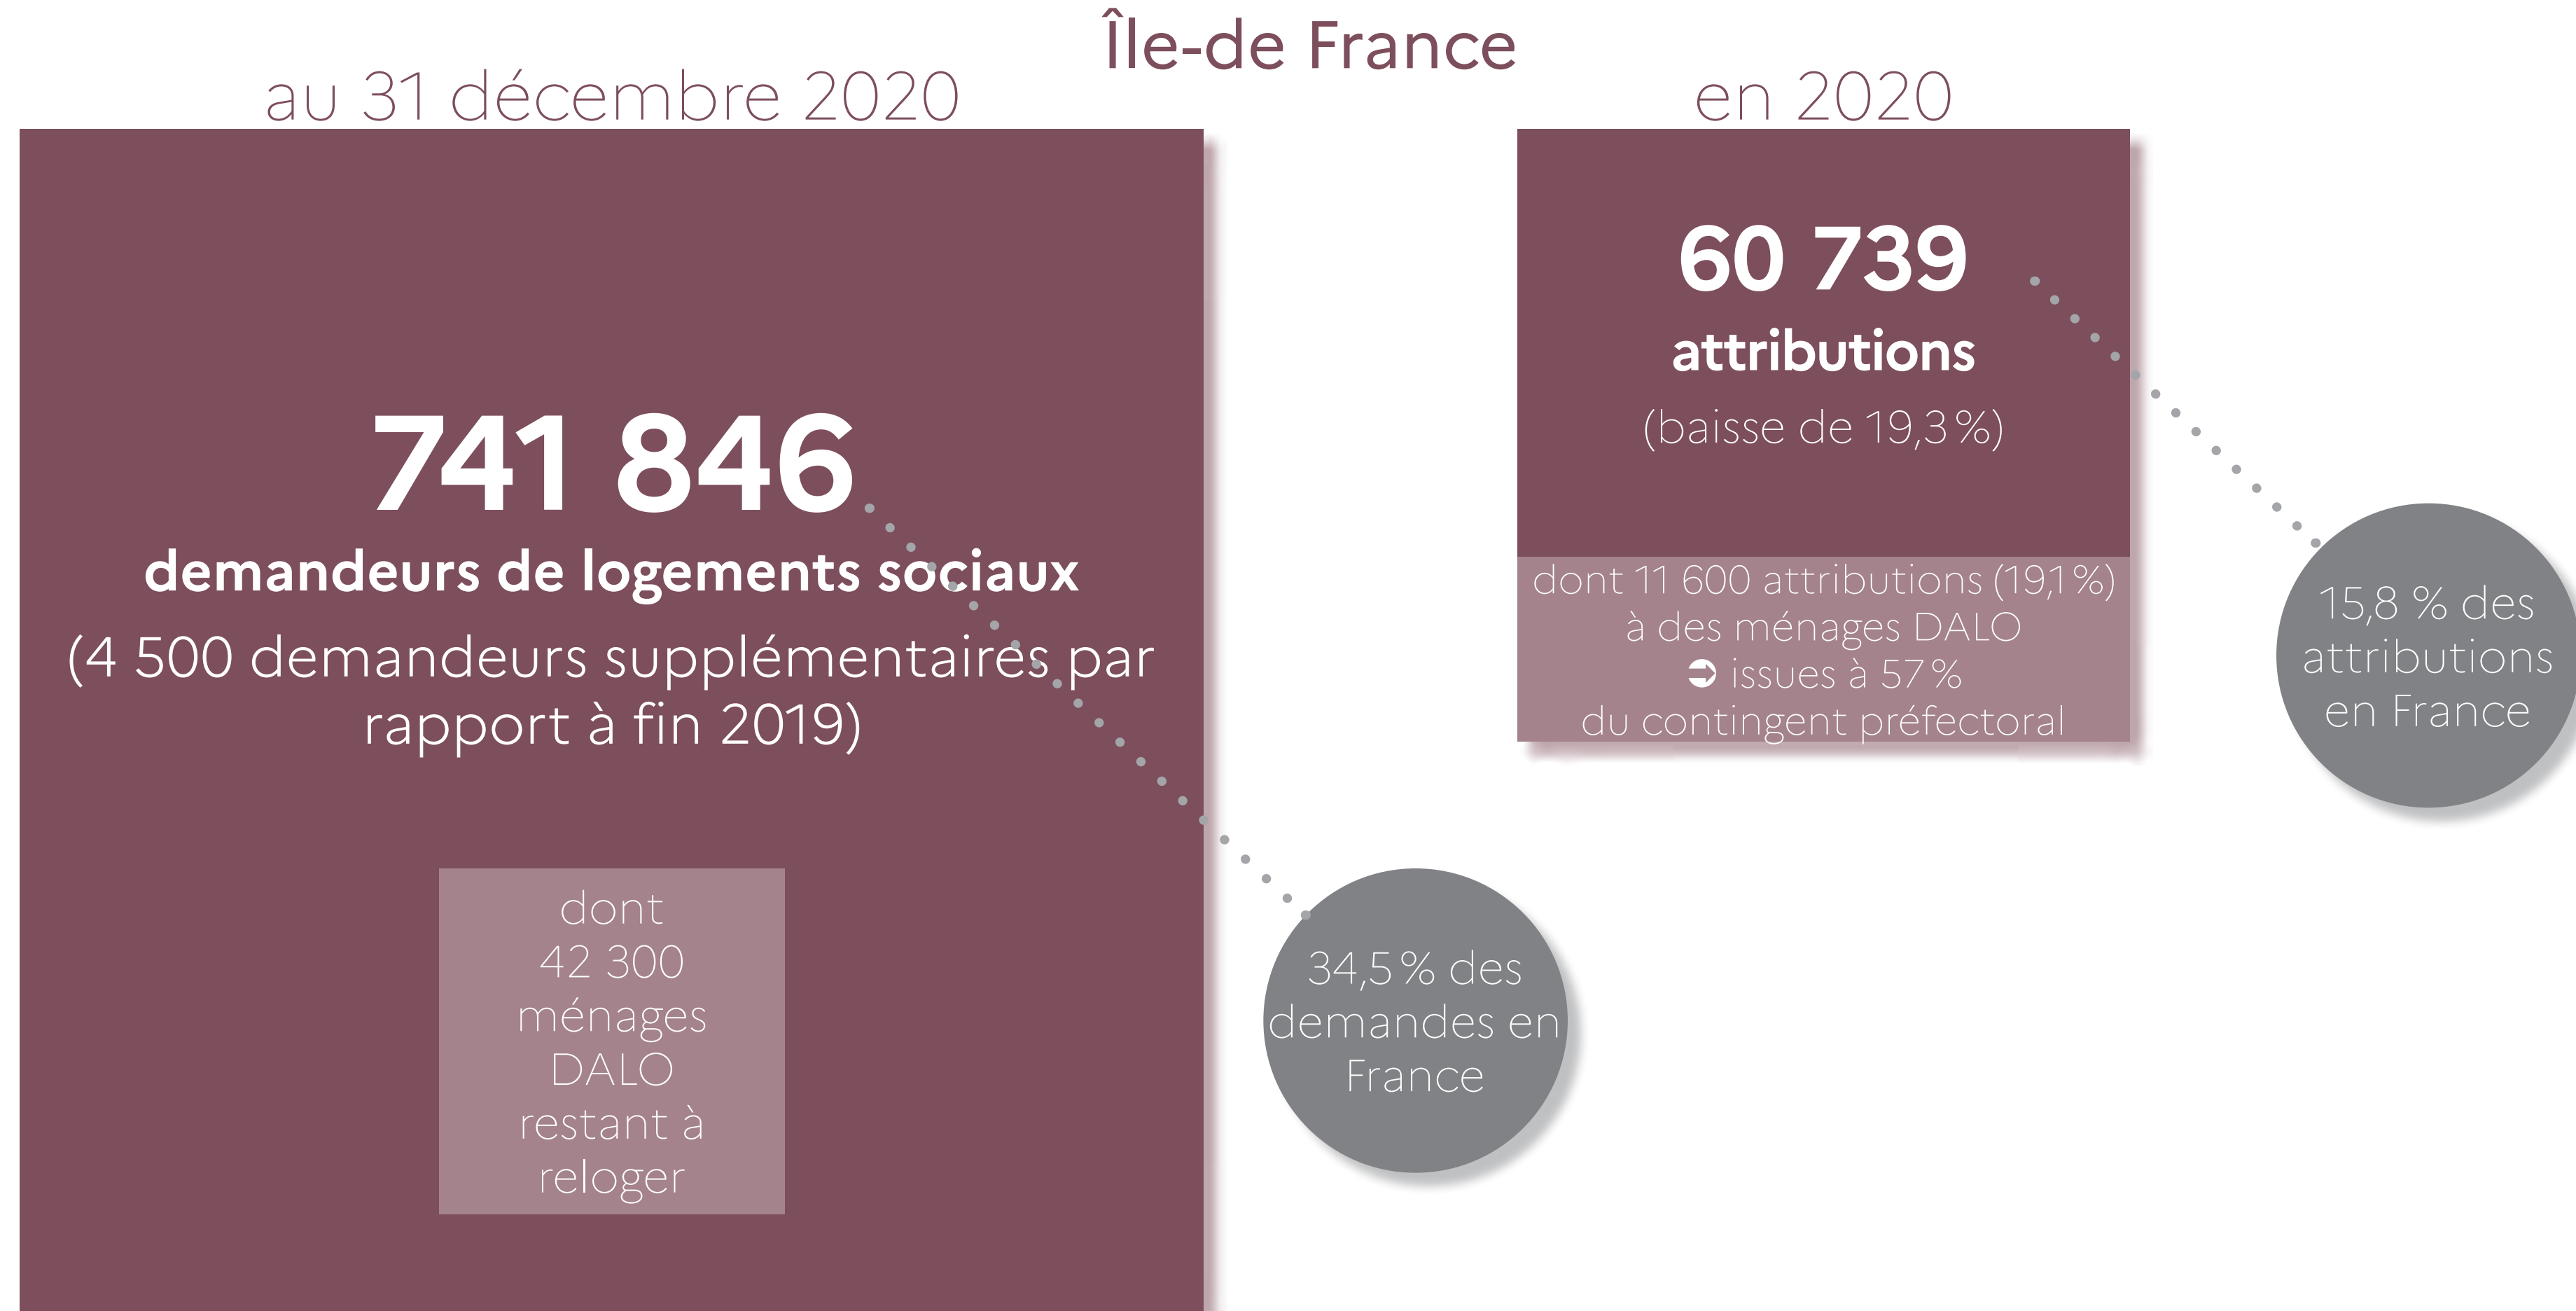 Île-de France
au 31 décembre 2020
741 846
demandeurs de logements sociaux
(4 500 demandeurs supplémentaires par
rapport à fin 2019)
dont
42 300
ménages
DALO
restant à
reloger
34,5% des
demandes en
France
en 2020
60 739
attributions
(baisse de 19,3%)
dont 11 600 attributions (19,1%)
à des ménages DALO
➲ issues à 57%
du contingent préfectoral
15,8 % des
attributions
en France